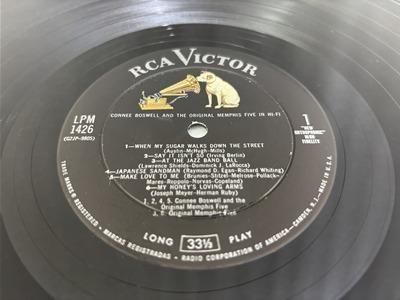 RCA VICTOR
CONNEE BOSWELL AND THE ORIGINAL MEMPHIS FIVE IN HI-FI
LPM
1426
(G2JP-9805)
1
"NEW
ORTHOPHONIC"
HIGH
FIDELITY
1—WHEN MY SUGAR WALKS DOWN THE STREET
(Austin-McHugh-Mills)
2—SAY IT ISN'T SO (Irving Berlin)
3—AT THE JAZZ BAND BALL
(Lawrence Shields-Dominick J. LaRocca)
4—JAPANESE SANDMAN (Raymond D. Egan-Richard Whiting)
5—MAKE LOVE TO ME (Brunies-Stitzel-Melrose-Pollack-
Mares-Roppolo-Norvas-Copeland)
6—MY HONEY'S LOVING ARMS
(Joseph Meyer-Herman Ruby)
1, 2, 4, 5. Connee Boswell and the
Original Memphis Five
3, 6. Original Memphis Five
LONG 33⅓ PLAY
TRADE MARKS ® REGISTERED • MARCAS REGISTRADAS • RADIO CORPORATION OF AMERICA — CAMDEN, N.J. — MADE IN U.S.A.